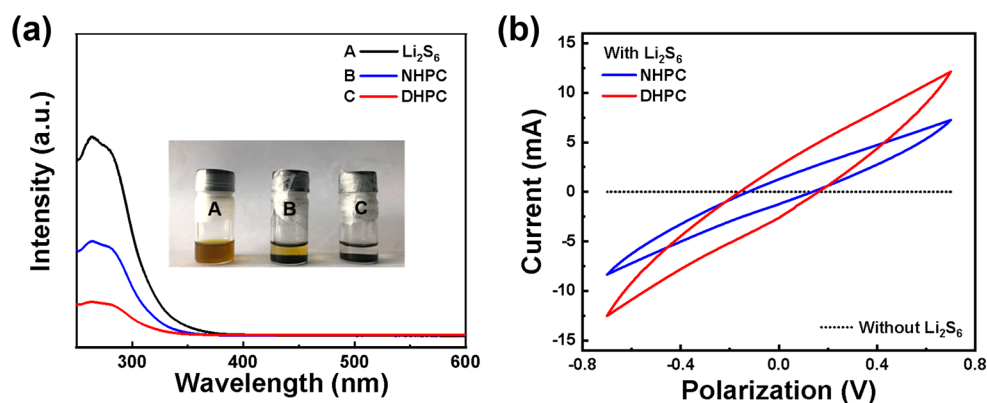 (a)
Intensity (a.u.)
A Li₂S₆
B NHPC
C DHPC
A B C
300 400 500 600
Wavelength (nm)
(b)
Current (mA)
15
10
5
0
-5
-10
-15
With Li₂S₆
NHPC
DHPC
Without Li₂S₆
-0.8 -0.4 0.0 0.4 0.8
Polarization (V)